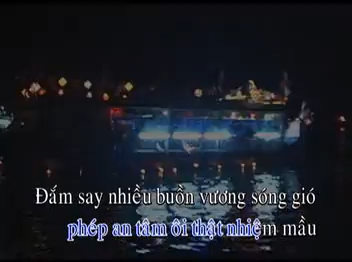 Đắm say nhiều buồn vương sóng gió
phép an tâm ôi thật nhiệm mầu